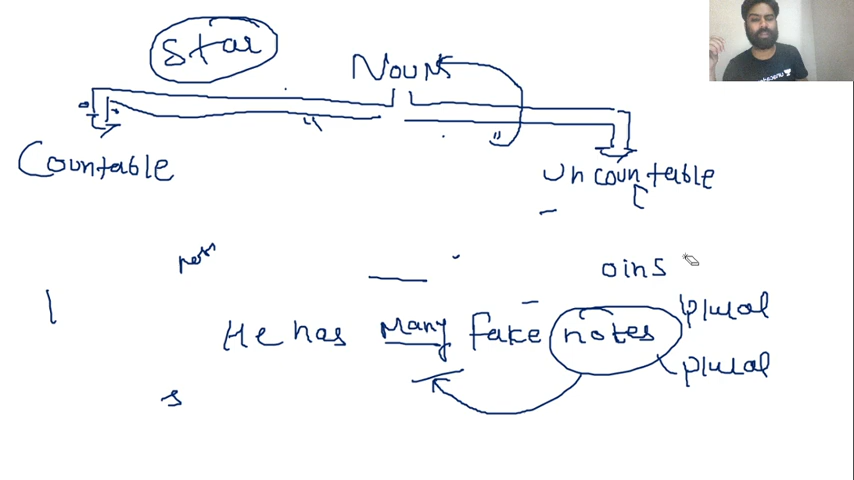 Star
Noun
Countable
Uncountable
oins
He has many fake notes
plural
plural
s